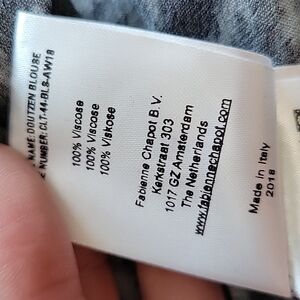 NAME: DOUTZEN BLOUSE
NUMBER: CLT-44-BLS-AW18
100% Viscose
100% Viscose
100% Viskose
Fabienne Chapot B.V.
Kerkstraat 303
1017 GZ Amsterdam
The Netherlands
www.fabiennechapot.com
Made in Italy
2018